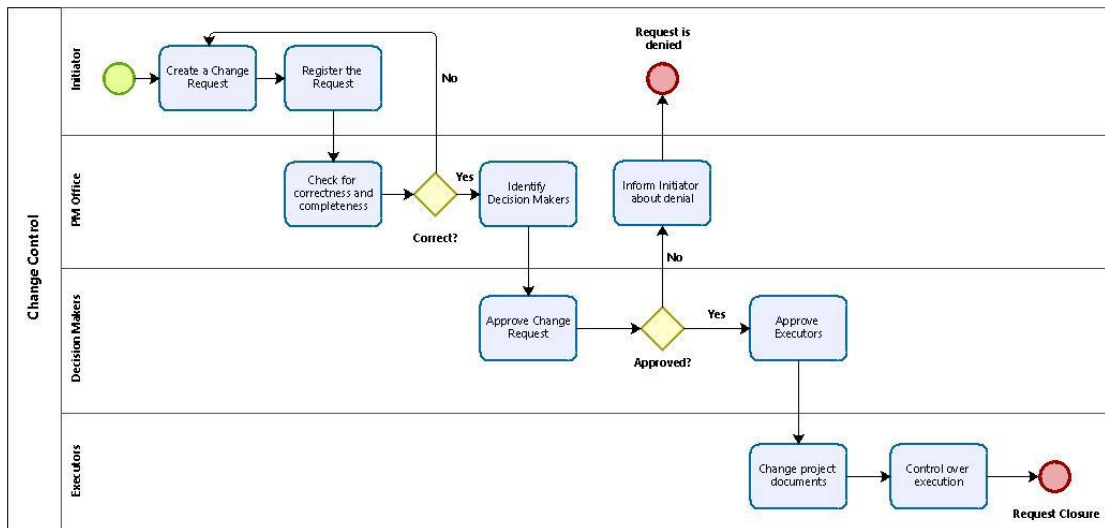 Change Control
Initiator
Create a Change
Request
Register the
Request
No
Request is
denied
PM Office
Check for
correctness and
completeness
Correct?
Yes
Identify
Decision Makers
Inform Initiator
about denial
No
Decision Makers
Approve Change
Request
Approved?
Yes
Approve
Executors
Executors
Change project
documents
Control over
execution
Request Closure